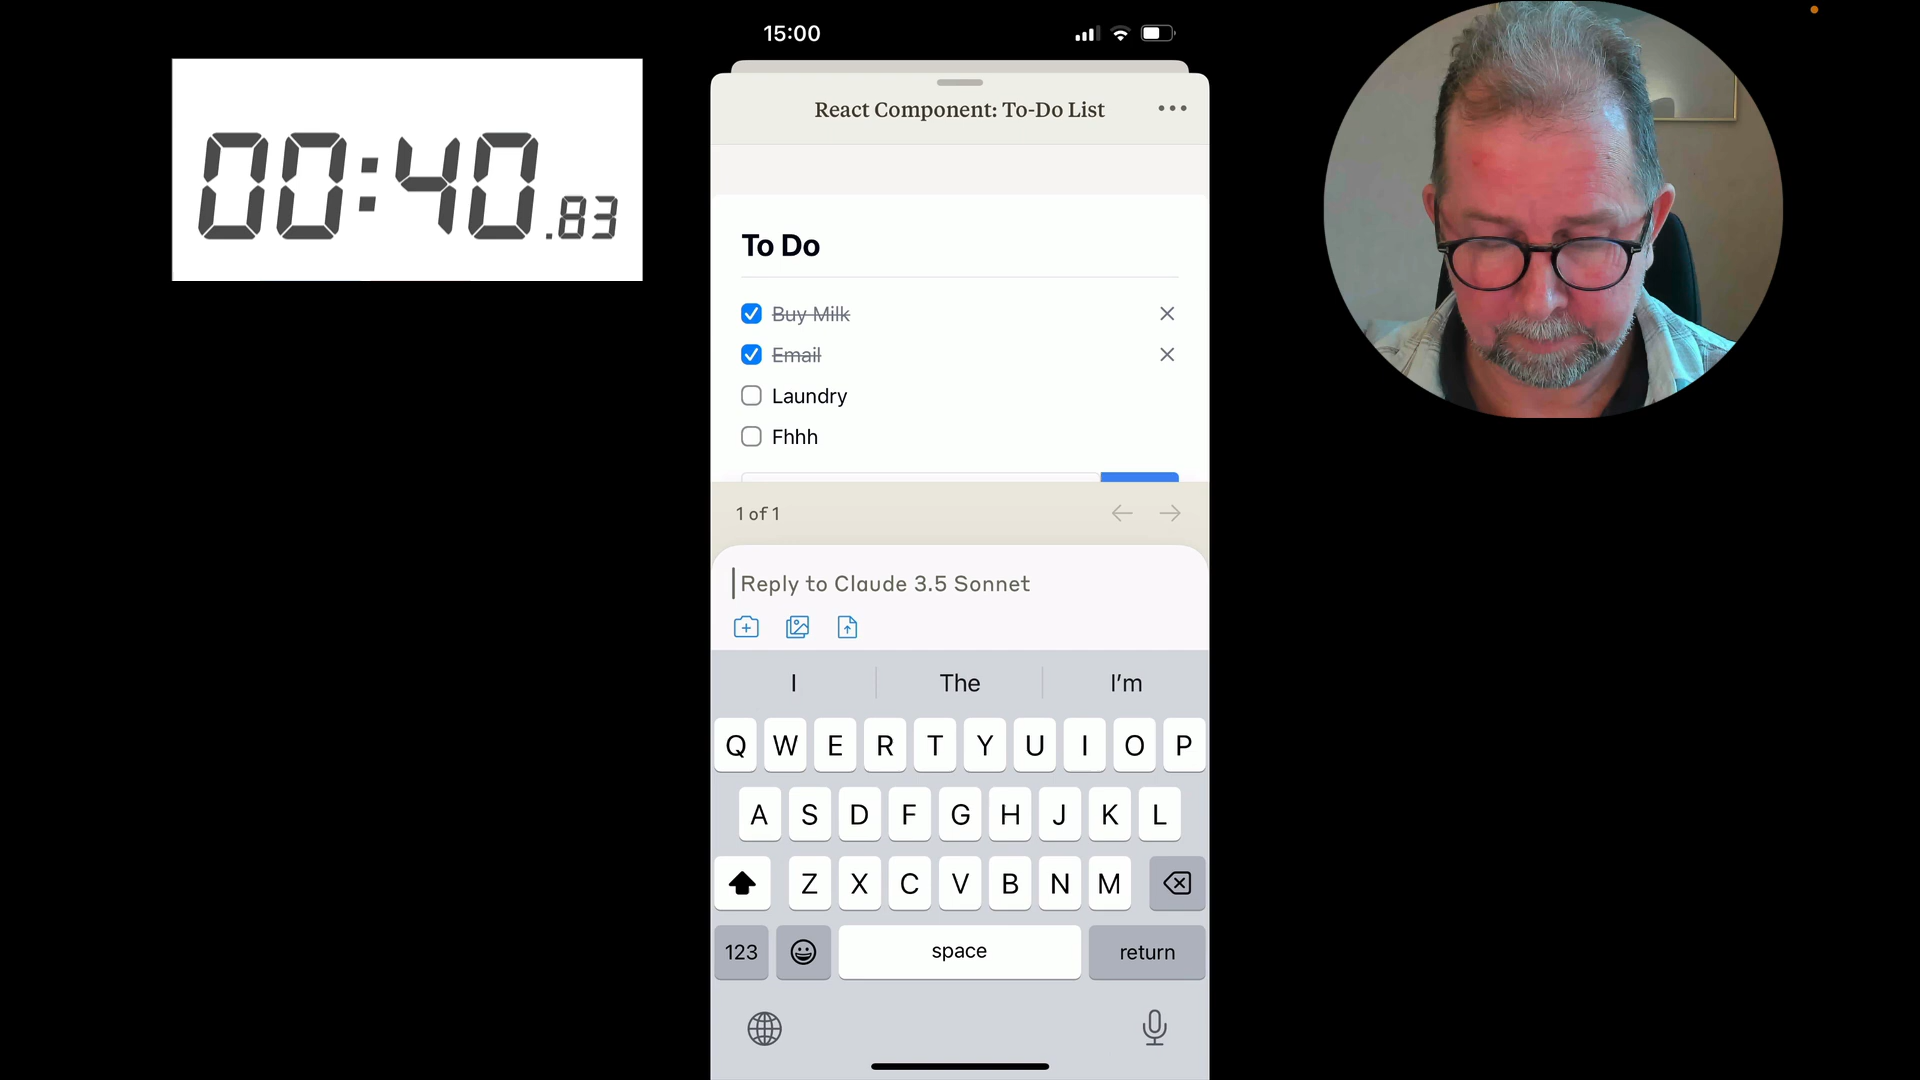 00:40.83
15:00
React Component: To-Do List
To Do
Buy Milk
Email
Laundry
Fhhh
1 of 1
Reply to Claude 3.5 Sonnet
I The I'm
Q W E R T Y U I O P
A S D F G H J K L
Z X C V B N M
123 space return